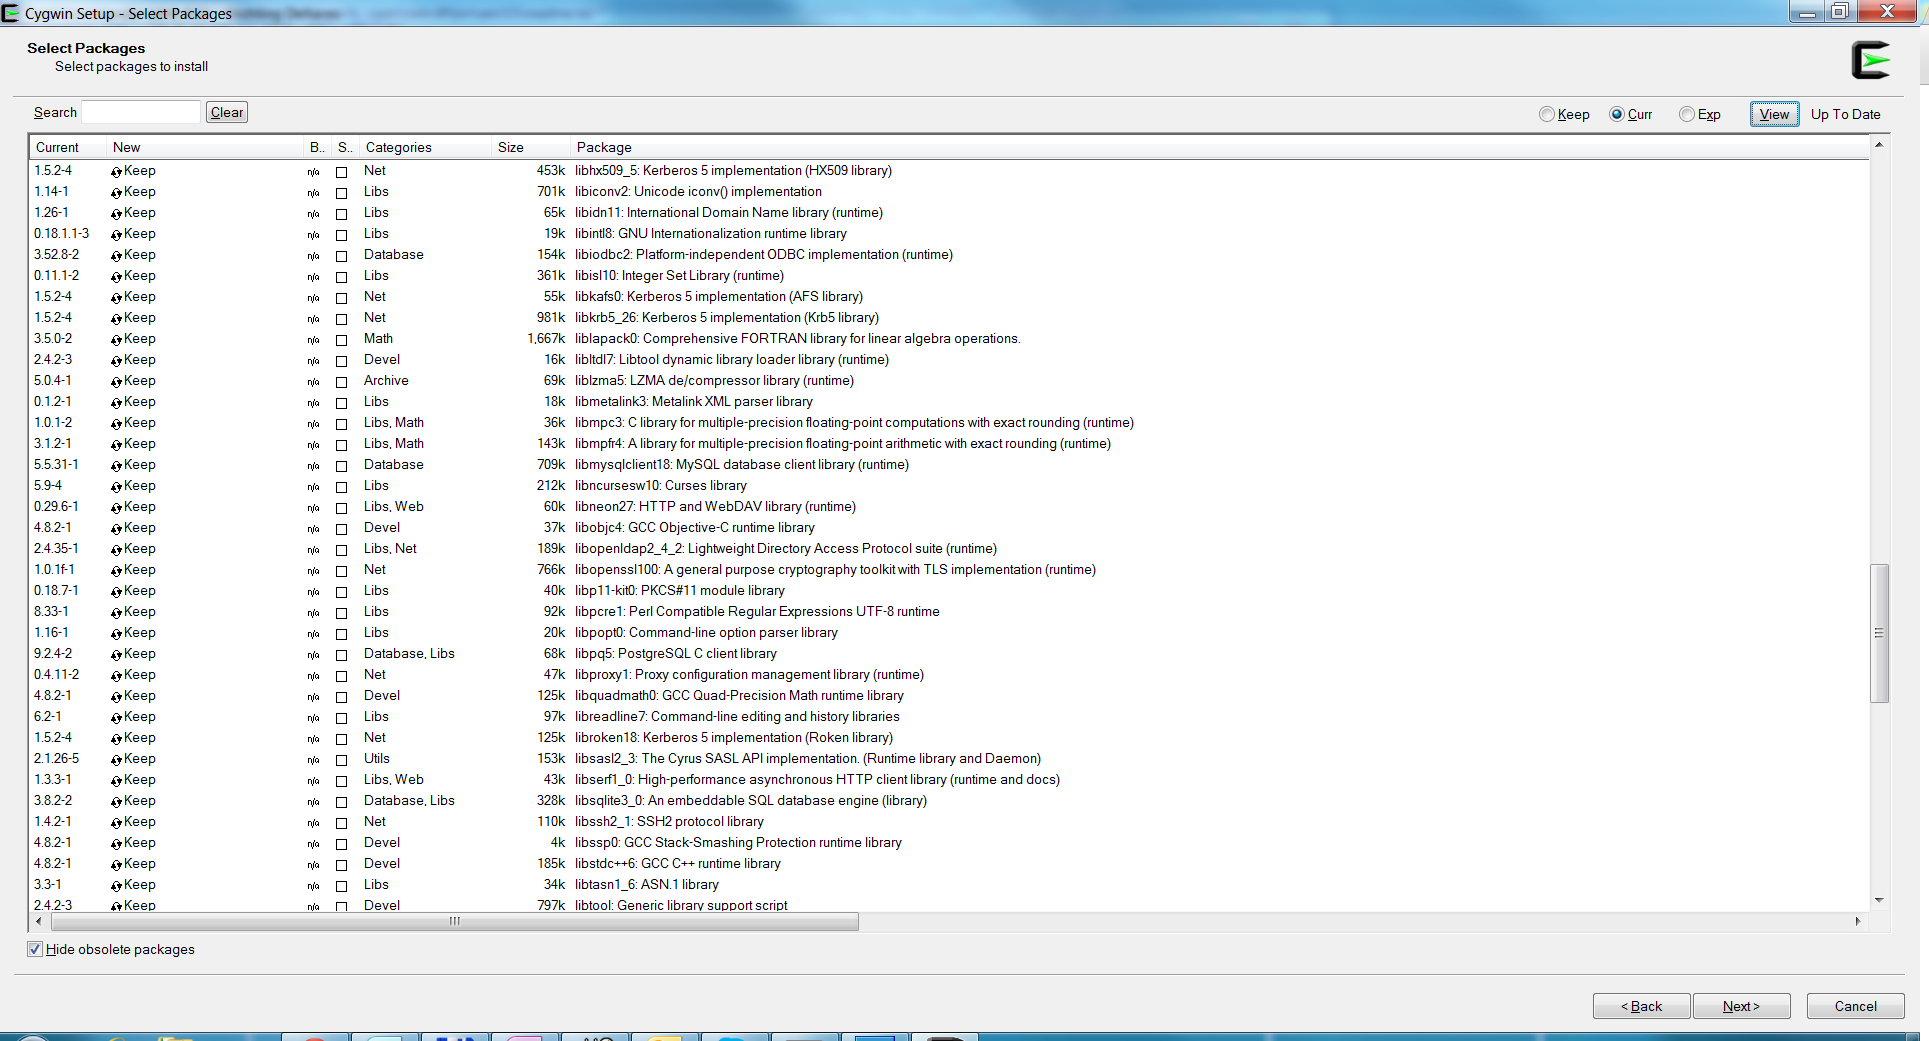 Cygwin Setup - Select Packages
Select Packages
Select packages to install
Search Clear Keep Curr Exp View Up To Date
Current New B.. S.. Categories Size Package
1.5.2-4 Keep n/a Net 453k libhx509_5: Kerberos 5 implementation (HX509 library)
1.14-1 Keep n/a Libs 701k libiconv2: Unicode iconv() implementation
1.26-1 Keep n/a Libs 65k libidn11: International Domain Name library (runtime)
0.18.1.1-3 Keep n/a Libs 19k libintl8: GNU Internationalization runtime library
3.52.8-2 Keep n/a Database 154k libiodbc2: Platform-independent ODBC implementation (runtime)
0.11.1-2 Keep n/a Libs 361k libisl10: Integer Set Library (runtime)
1.5.2-4 Keep n/a Net 55k libkafs0: Kerberos 5 implementation (AFS library)
1.5.2-4 Keep n/a Net 981k libkrb5_26: Kerberos 5 implementation (Krb5 library)
3.5.0-2 Keep n/a Math 1,667k liblapack0: Comprehensive FORTRAN library for linear algebra operations.
2.4.2-3 Keep n/a Devel 16k libltdl7: Libtool dynamic library loader library (runtime)
5.0.4-1 Keep n/a Archive 69k liblzma5: LZMA de/compressor library (runtime)
0.1.2-1 Keep n/a Libs 18k libmetalink3: Metalink XML parser library
1.0.1-2 Keep n/a Libs, Math 36k libmpc3: C library for multiple-precision floating-point computations with exact rounding (runtime)
3.1.2-1 Keep n/a Libs, Math 143k libmpfr4: A library for multiple-precision floating-point arithmetic with exact rounding (runtime)
5.5.31-1 Keep n/a Database 709k libmysqlclient18: MySQL database client library (runtime)
5.9-4 Keep n/a Libs 212k libncursesw10: Curses library
0.29.6-1 Keep n/a Libs, Web 60k libneon27: HTTP and WebDAV library (runtime)
4.8.2-1 Keep n/a Devel 37k libobjc4: GCC Objective-C runtime library
2.4.35-1 Keep n/a Libs, Net 189k libopenldap2_4_2: Lightweight Directory Access Protocol suite (runtime)
1.0.1f-1 Keep n/a Net 766k libopenssl100: A general purpose cryptography toolkit with TLS implementation (runtime)
0.18.7-1 Keep n/a Libs 40k libp11-kit0: PKCS#11 module library
8.33-1 Keep n/a Libs 92k libpcre1: Perl Compatible Regular Expressions UTF-8 runtime
1.16-1 Keep n/a Libs 20k libpopt0: Command-line option parser library
9.2.4-2 Keep n/a Database, Libs 68k libpq5: PostgreSQL C client library
0.4.11-2 Keep n/a Net 47k libproxy1: Proxy configuration management library (runtime)
4.8.2-1 Keep n/a Devel 125k libquadmath0: GCC Quad-Precision Math runtime library
6.2-1 Keep n/a Libs 97k libreadline7: Command-line editing and history libraries
1.5.2-4 Keep n/a Net 125k libroken18: Kerberos 5 implementation (Roken library)
2.1.26-5 Keep n/a Utils 153k libsasl2_3: The Cyrus SASL API implementation. (Runtime library and Daemon)
1.3.3-1 Keep n/a Libs, Web 43k libserf1_0: High-performance asynchronous HTTP client library (runtime and docs)
3.8.2-2 Keep n/a Database, Libs 328k libsqlite3_0: An embeddable SQL database engine (library)
1.4.2-1 Keep n/a Net 110k libssh2_1: SSH2 protocol library
4.8.2-1 Keep n/a Devel 4k libssp0: GCC Stack-Smashing Protection runtime library
4.8.2-1 Keep n/a Devel 185k libstdc++6: GCC C++ runtime library
3.3-1 Keep n/a Libs 34k libtasn1_6: ASN.1 library
2.4.2-3 Keep n/a Devel 797k libtool: Generic library support script
Hide obsolete packages
< Back Next > Cancel